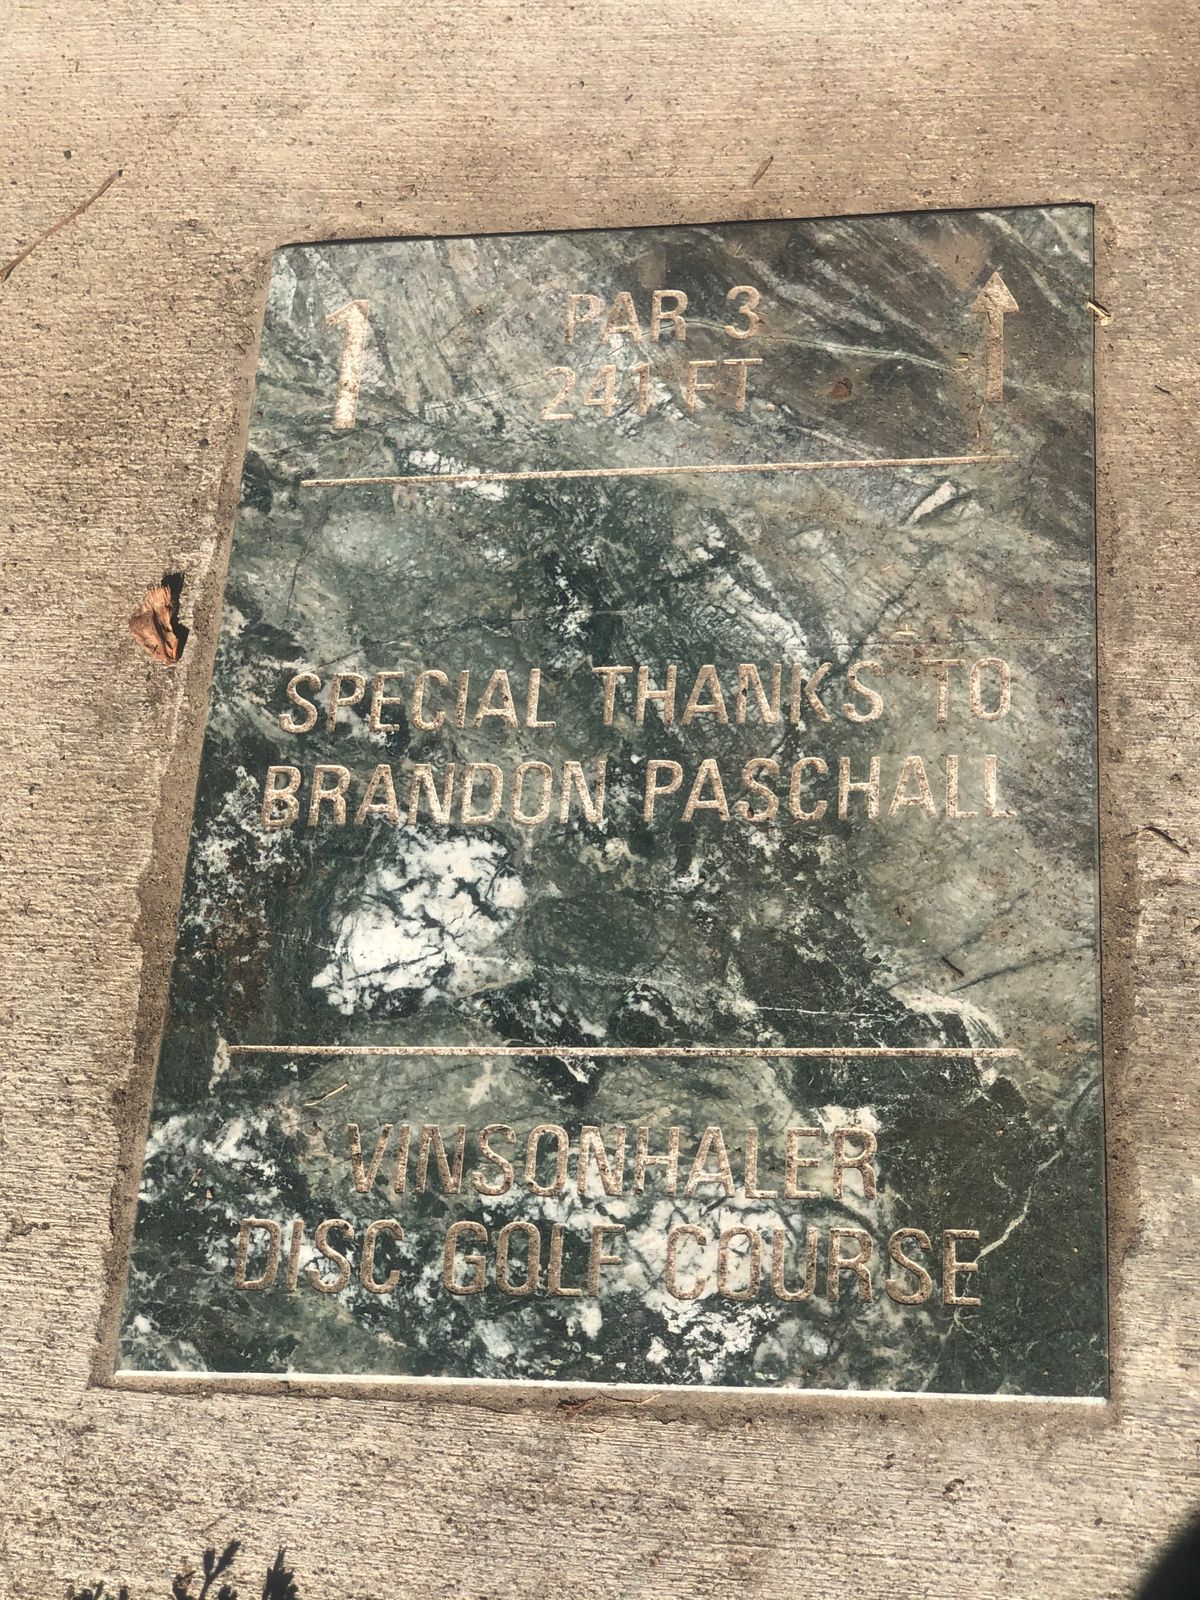 1 PAR 3
241 FT.
SPECIAL THANKS TO
BRANDON PASCHALL
VINSONHALER
DISC GOLF COURSE